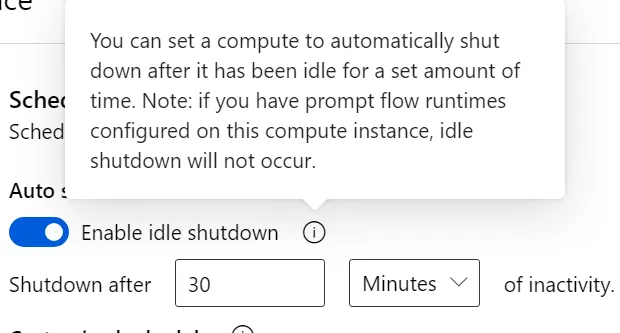 You can set a compute to automatically shut
down after it has been idle for a set amount of
time. Note: if you have prompt flow runtimes
configured on this compute instance, idle
shutdown will not occur.
Auto
Enable idle shutdown
Shutdown after 30 Minutes of inactivity.